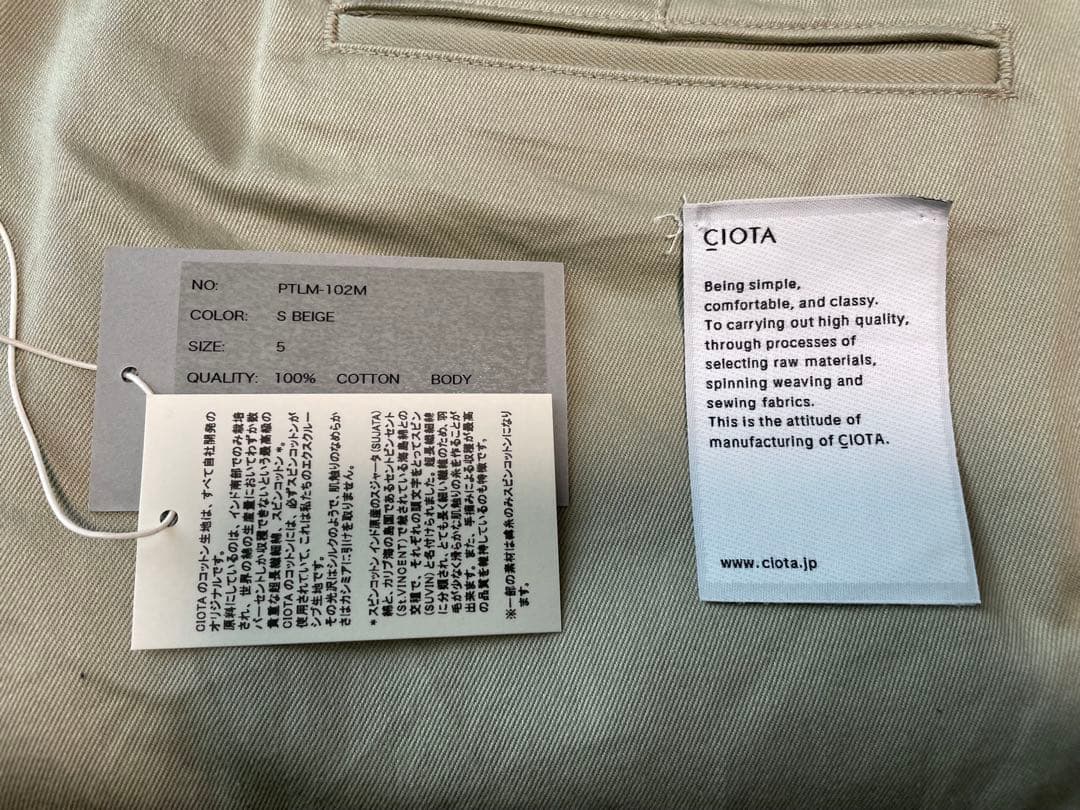 NO: PTLM-102M
COLOR: S BEIGE
SIZE: 5
QUALITY: 100% COTTON BODY
CIOTAのコットン生地は、すべて自社開発の
オリジナルです。
原料にしているのは、インド南部でのみ栽培
され、世界の綿の生産量においてわずか数
パーセントしか収穫できないという最高級の
貴重な超長繊細綿、スビンコットン*。
CIOTAのコットンには、必ずスビンコットンが
使用されていて、これは私たちのエクスクルー
シブ生地です。
その光沢はシルクのようで、肌触りのなめらか
さはカシミアに引けを取りません。
*スビンコットン インド原産のスジャータ(SUJATA)
綿と、カリブ海の島国であるセントビンセント
(St.VINCENT)で穫されている海島綿との
交種で、それぞれの頭文字をとってスビン
(SUVIN)と名付けられました。超長繊細綿
に分類され、とても長く細い繊維のため、羽
毛が少なく滑らかな肌触りの糸を作ることが
出来ます。また、手摘みによる収穫が最高
の品質を維持しているのも特徴です。
※一部の素材は緯糸のみスビンコットンになり
ます。
CIOTA
Being simple,
comfortable, and classy.
To carrying out high quality,
through processes of
selecting raw materials,
spinning weaving and
sewing fabrics.
This is the attitude of
manufacturing of CIOTA.
www.ciota.jp